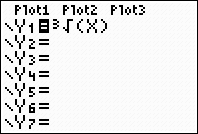 Plot1 Plot2 Plot3
\Y1=³√(X)
\Y2=
\Y3=
\Y4=
\Y5=
\Y6=
\Y7=